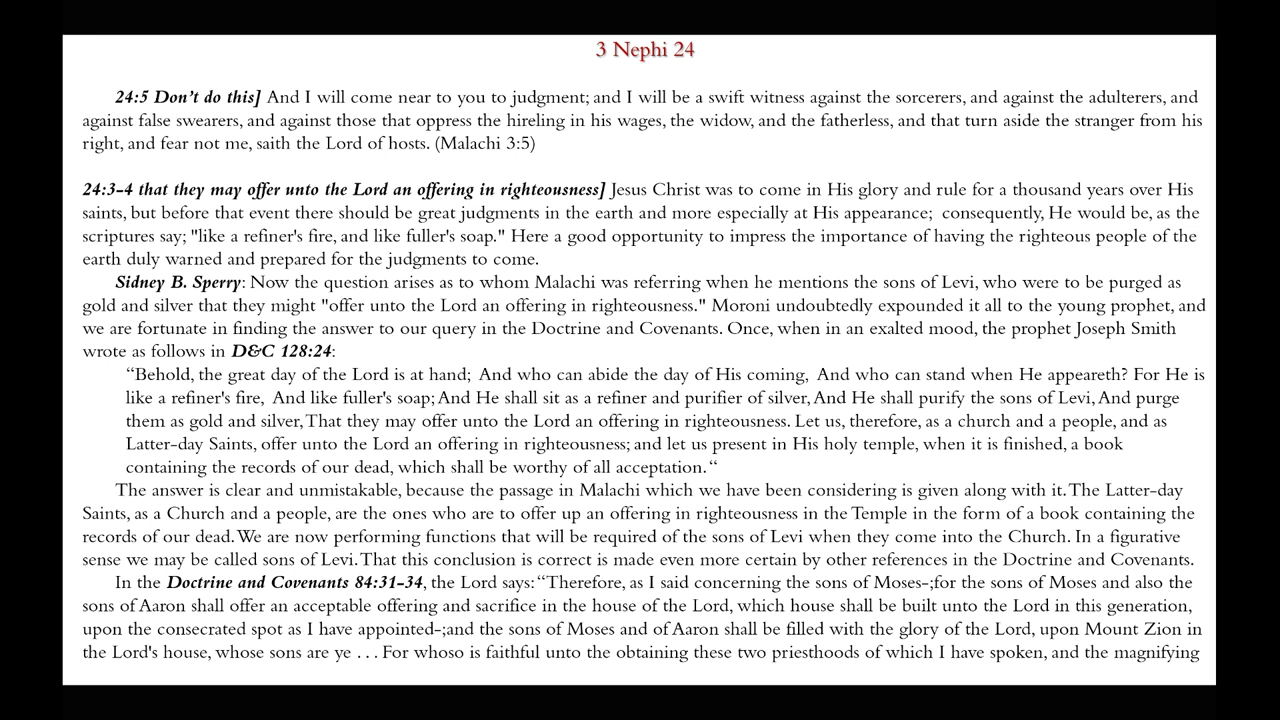 3 Nephi 24
24:5 Don't do this] And I will come near to you to judgment; and I will be a swift witness against the sorcerers, and against the adulterers, and
against false swearers, and against those that oppress the hireling in his wages, the widow, and the fatherless, and that turn aside the stranger from his
right, and fear not me, saith the Lord of hosts. (Malachi 3:5)
24:3-4 that they may offer unto the Lord an offering in righteousness] Jesus Christ was to come in His glory and rule for a thousand years over His
saints, but before that event there should be great judgments in the earth and more especially at His appearance; consequently, He would be, as the
scriptures say; "like a refiner's fire, and like fuller's soap." Here a good opportunity to impress the importance of having the righteous people of the
earth duly warned and prepared for the judgments to come.
Sidney B. Sperry: Now the question arises as to whom Malachi was referring when he mentions the sons of Levi, who were to be purged as
gold and silver that they might "offer unto the Lord an offering in righteousness." Moroni undoubtedly expounded it all to the young prophet, and
we are fortunate in finding the answer to our query in the Doctrine and Covenants. Once, when in an exalted mood, the prophet Joseph Smith
wrote as follows in D&C 128:24:
“Behold, the great day of the Lord is at hand; And who can abide the day of His coming, And who can stand when He appeareth? For He is
like a refiner's fire, And like fuller's soap; And He shall sit as a refiner and purifier of silver, And He shall purify the sons of Levi, And purge
them as gold and silver, That they may offer unto the Lord an offering in righteousness. Let us, therefore, as a church and a people, and as
Latter-day Saints, offer unto the Lord an offering in righteousness; and let us present in His holy temple, when it is finished, a book
containing the records of our dead, which shall be worthy of all acceptation.“
The answer is clear and unmistakable, because the passage in Malachi which we have been considering is given along with it. The Latter-day
Saints, as a Church and a people, are the ones who are to offer up an offering in righteousness in the Temple in the form of a book containing the
records of our dead. We are now performing functions that will be required of the sons of Levi when they come into the Church. In a figurative
sense we may be called sons of Levi. That this conclusion is correct is made even more certain by other references in the Doctrine and Covenants.
In the Doctrine and Covenants 84:31-34, the Lord says: “Therefore, as I said concerning the sons of Moses-;for the sons of Moses and also the
sons of Aaron shall offer an acceptable offering and sacrifice in the house of the Lord, which house shall be built unto the Lord in this generation,
upon the consecrated spot as I have appointed-;and the sons of Moses and of Aaron shall be filled with the glory of the Lord, upon Mount Zion in
the Lord's house, whose sons are ye . . . For whoso is faithful unto the obtaining these two priesthoods of which I have spoken, and the magnifying